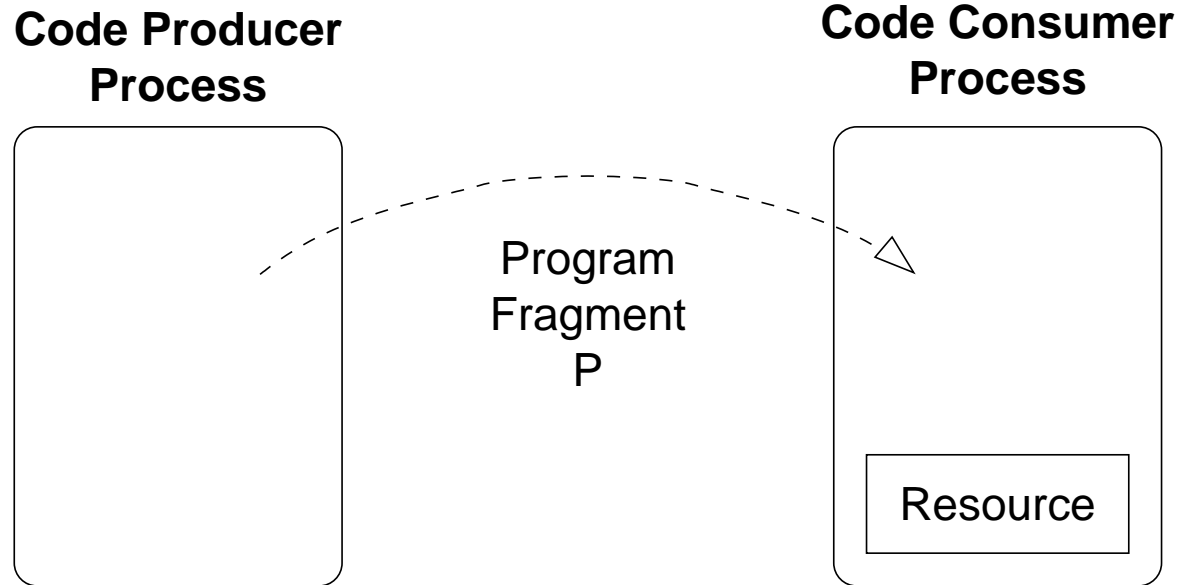 Code Producer
Process
Code Consumer
Process
Program
Fragment
P
Resource